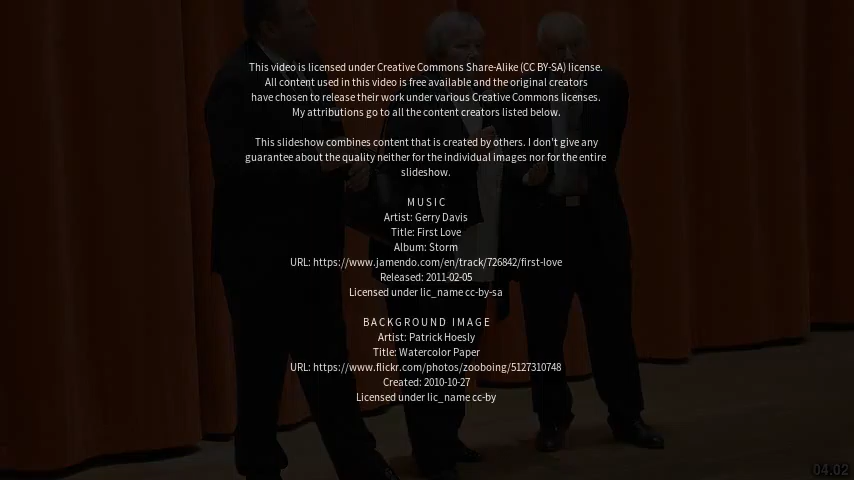 This video is licensed under Creative Commons Share-Alike (CC BY-SA) license.
All content used in this video is free available and the original creators
have chosen to release their work under various Creative Commons licenses.
My attributions go to all the content creators listed below.
This slideshow combines content that is created by others. I don't give any
guarantee about the quality neither for the individual images nor for the entire
slideshow.
MUSIC
Artist: Gerry Davis
Title: First Love
Album: Storm
URL: https://www.jamendo.com/en/track/726842/first-love
Released: 2011-02-05
Licensed under lic_name cc-by-sa
BACKGROUND IMAGE
Artist: Patrick Hoesly
Title: Watercolor Paper
URL: https://www.flickr.com/photos/zooboing/5127310748
Created: 2010-10-27
Licensed under lic_name cc-by
04.02